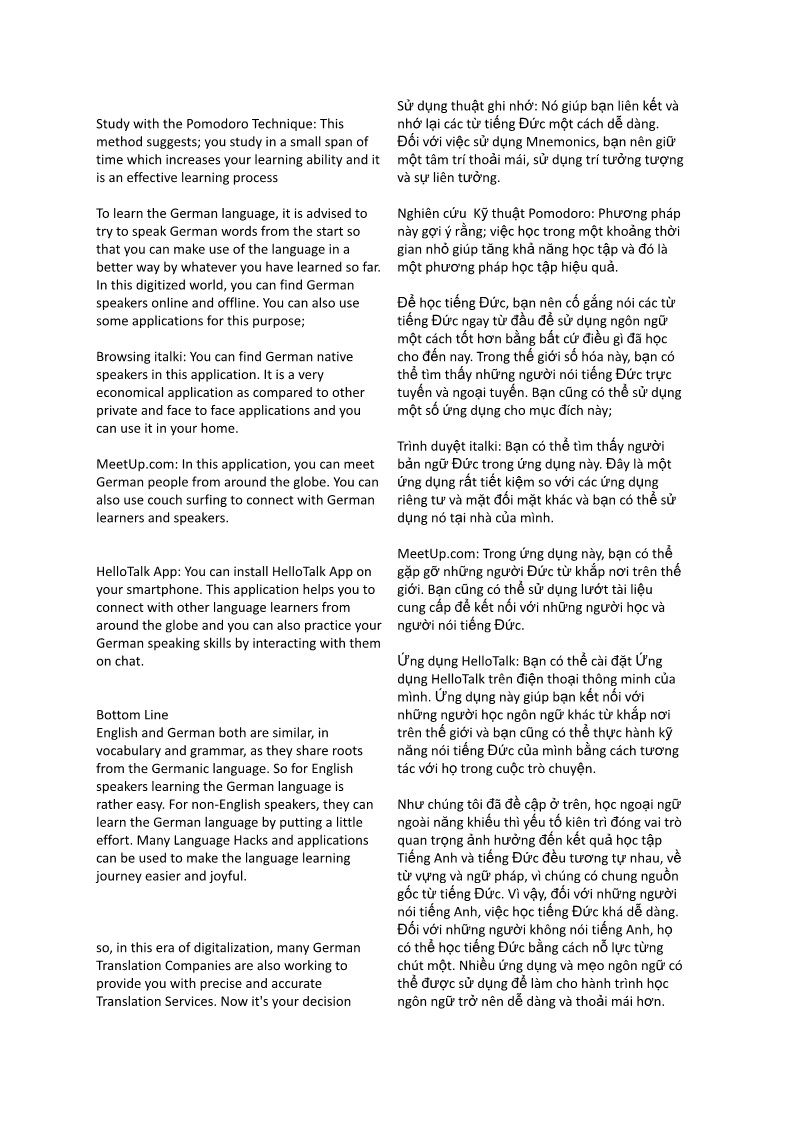 Study with the Pomodoro Technique: This
method suggests; you study in a small span of
time which increases your learning ability and it
is an effective learning process
To learn the German language, it is advised to
try to speak German words from the start so
that you can make use of the language in a
better way by whatever you have learned so far.
In this digitized world, you can find German
speakers online and offline. You can also use
some applications for this purpose;
Browsing italki: You can find German native
speakers in this application. It is a very
economical application as compared to other
private and face to face applications and you
can use it in your home.
MeetUp.com: In this application, you can meet
German people from around the globe. You can
also use couch surfing to connect with German
learners and speakers.
HelloTalk App: You can install HelloTalk App on
your smartphone. This application helps you to
connect with other language learners from
around the globe and you can also practice your
German speaking skills by interacting with them
on chat.
Bottom Line
English and German both are similar, in
vocabulary and grammar, as they share roots
from the Germanic language. So for English
speakers learning the German language is
rather easy. For non-English speakers, they can
learn the German language by putting a little
effort. Many Language Hacks and applications
can be used to make the language learning
journey easier and joyful.
so, in this era of digitalization, many German
Translation Companies are also working to
provide you with precise and accurate
Translation Services. Now it's your decision
Sử dụng thuật ghi nhớ: Nó giúp bạn liên kết và
nhớ lại các từ tiếng Đức một cách dễ dàng.
Đối với việc sử dụng Mnemonics, bạn nên giữ
một tâm trí thoải mái, sử dụng trí tưởng tượng
và sự liên tưởng.
Nghiên cứu  Kỹ thuật Pomodoro: Phương pháp
này gợi ý rằng; việc học trong một khoảng thời
gian nhỏ giúp tăng khả năng học tập và đó là
một phương pháp học tập hiệu quả.
Để học tiếng Đức, bạn nên cố gắng nói các từ
tiếng Đức ngay từ đầu để sử dụng ngôn ngữ
một cách tốt hơn bằng bất cứ điều gì đã học
cho đến nay. Trong thế giới số hóa này, bạn có
thể tìm thấy những người nói tiếng Đức trực
tuyến và ngoại tuyến. Bạn cũng có thể sử dụng
một số ứng dụng cho mục đích này;
Trình duyệt italki: Bạn có thể tìm thấy người
bản ngữ Đức trong ứng dụng này. Đây là một
ứng dụng rất tiết kiệm so với các ứng dụng
riêng tư và mặt đối mặt khác và bạn có thể sử
dụng nó tại nhà của mình.
MeetUp.com: Trong ứng dụng này, bạn có thể
gặp gỡ những người Đức từ khắp nơi trên thế
giới. Bạn cũng có thể sử dụng lướt tài liệu
cung cấp để kết nối với những người học và
người nói tiếng Đức.
Ứng dụng HelloTalk: Bạn có thể cài đặt Ứng
dụng HelloTalk trên điện thoại thông minh của
mình. Ứng dụng này giúp bạn kết nối với
những người học ngôn ngữ khác từ khắp nơi
trên thế giới và bạn cũng có thể thực hành kỹ
năng nói tiếng Đức của mình bằng cách tương
tác với họ trong cuộc trò chuyện.
Như chúng tôi đã đề cập ở trên, học ngoại ngữ
ngoài năng khiếu thì yếu tố kiên trì đóng vai trò
quan trọng ảnh hưởng đến kết quả học tập
Tiếng Anh và tiếng Đức đều tương tự nhau, về
từ vựng và ngữ pháp, vì chúng có chung nguồn
gốc từ tiếng Đức. Vì vậy, đối với những người
nói tiếng Anh, việc học tiếng Đức khá dễ dàng.
Đối với những người không nói tiếng Anh, họ
có thể học tiếng Đức bằng cách nỗ lực từng
chút một. Nhiều ứng dụng và mẹo ngôn ngữ có
thể được sử dụng để làm cho hành trình học
ngôn ngữ trở nên dễ dàng và thoải mái hơn.